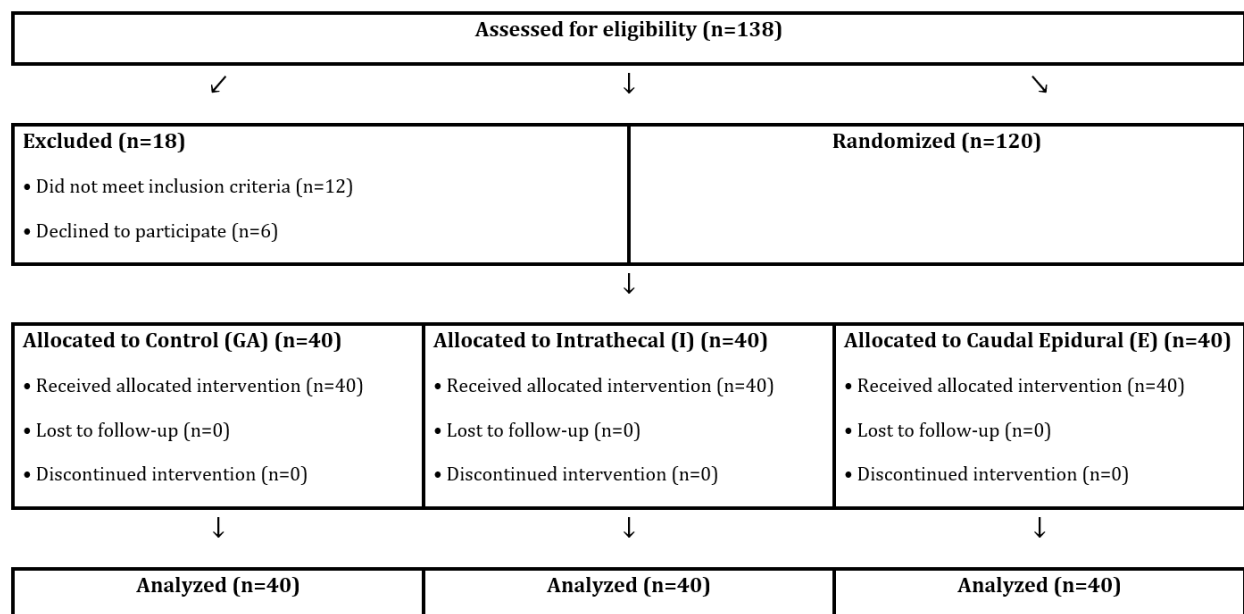 Assessed for eligibility (n=138)
↙ ↓ ↘
Excluded (n=18)
• Did not meet inclusion criteria (n=12)
• Declined to participate (n=6)
Randomized (n=120)
↓
Allocated to Control (GA) (n=40)
• Received allocated intervention (n=40)
• Lost to follow-up (n=0)
• Discontinued intervention (n=0)
Allocated to Intrathecal (I) (n=40)
• Received allocated intervention (n=40)
• Lost to follow-up (n=0)
• Discontinued intervention (n=0)
Allocated to Caudal Epidural (E) (n=40)
• Received allocated intervention (n=40)
• Lost to follow-up (n=0)
• Discontinued intervention (n=0)
↓ ↓ ↓
Analyzed (n=40)
Analyzed (n=40)
Analyzed (n=40)